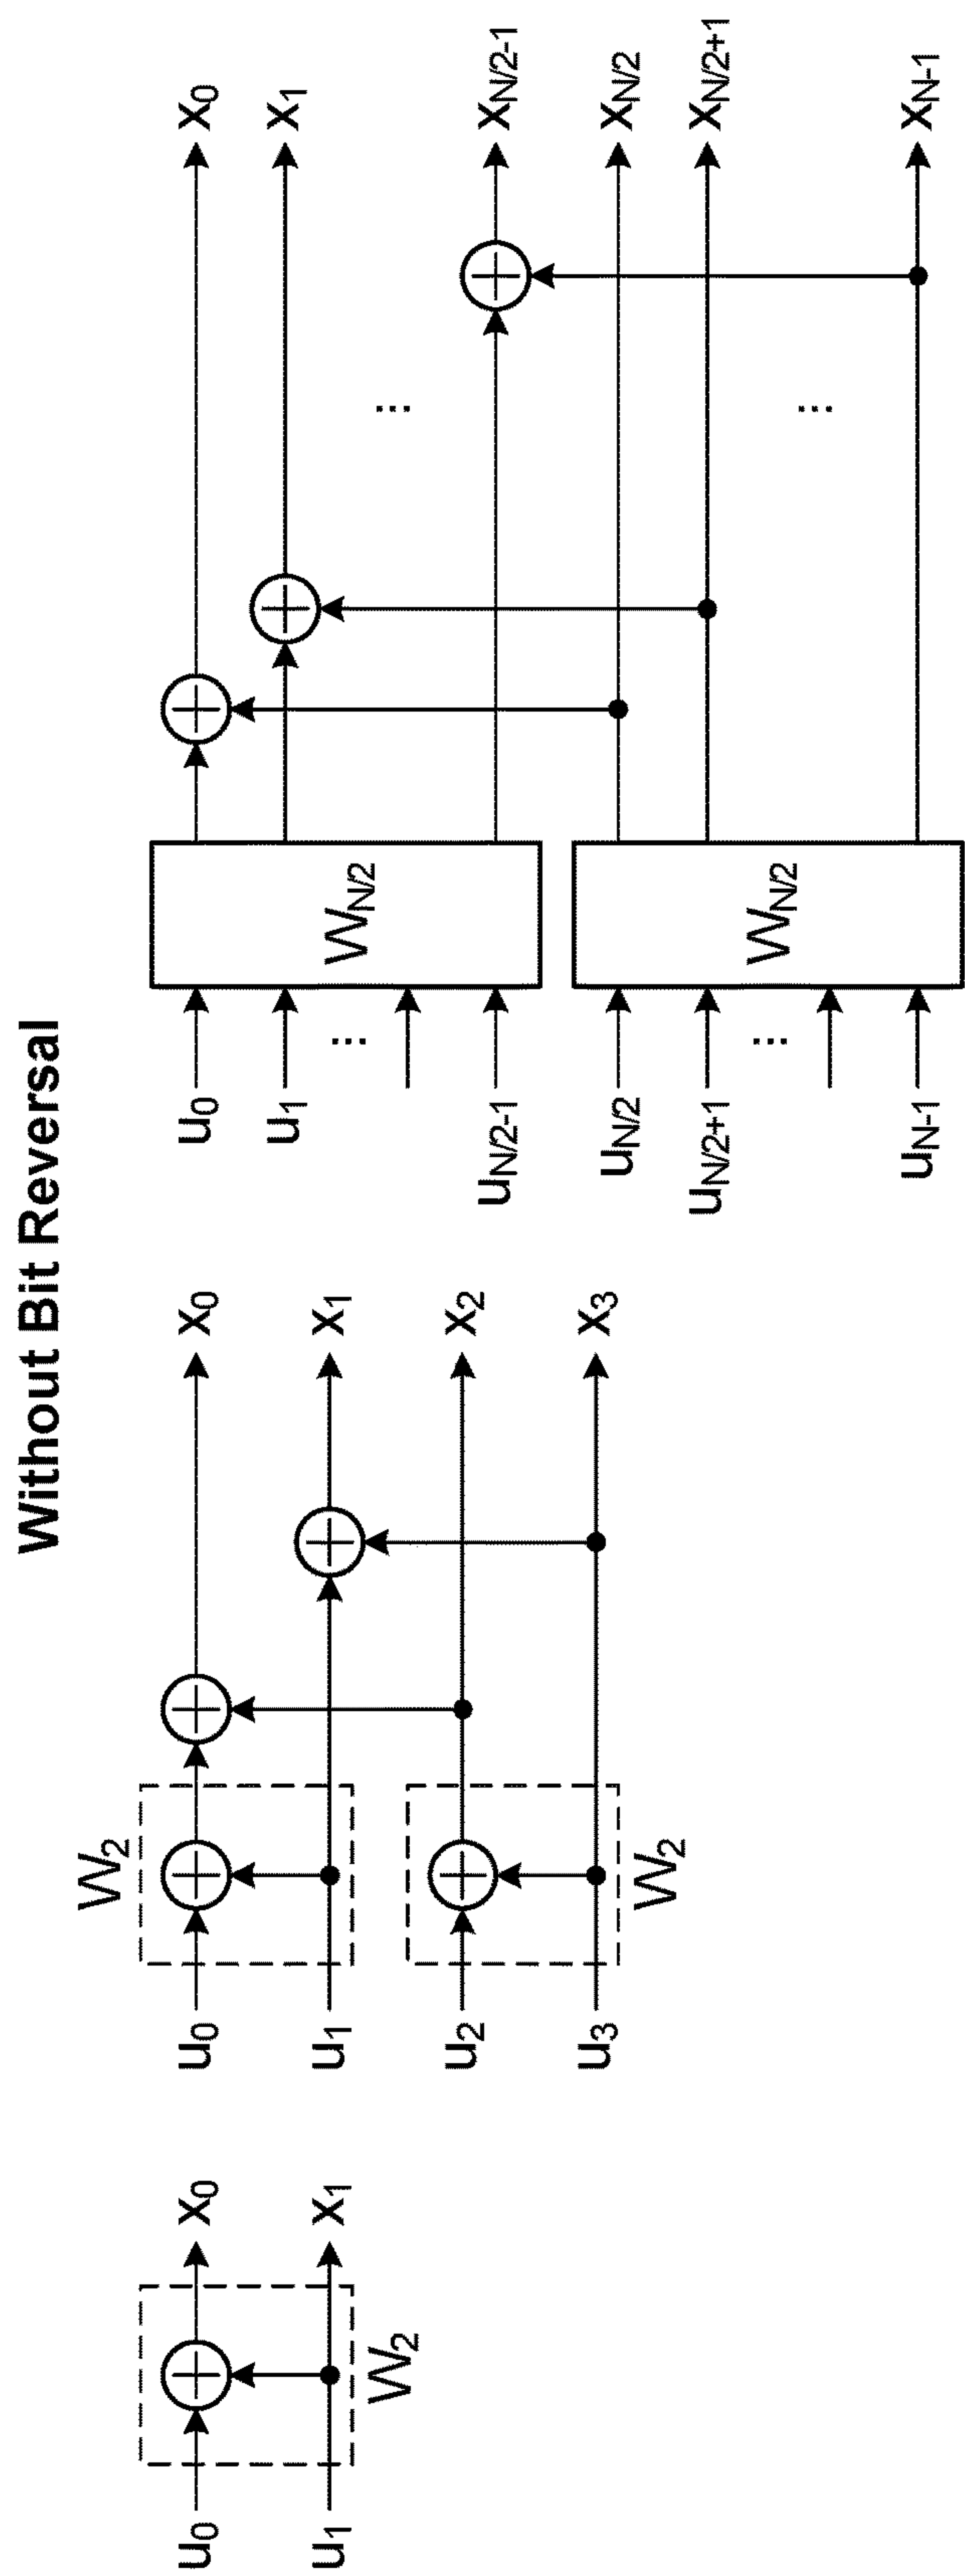 Without Bit Reversal
u0
x0
u1
x1
W2
W2
u0
x0
u1
x1
u2
x2
u3
x3
W2
u0
x0
u1
x1
...
...
uN/2-1
xN/2-1
WN/2
uN/2
xN/2
uN/2+1
xN/2+1
...
...
uN-1
xN-1
WN/2